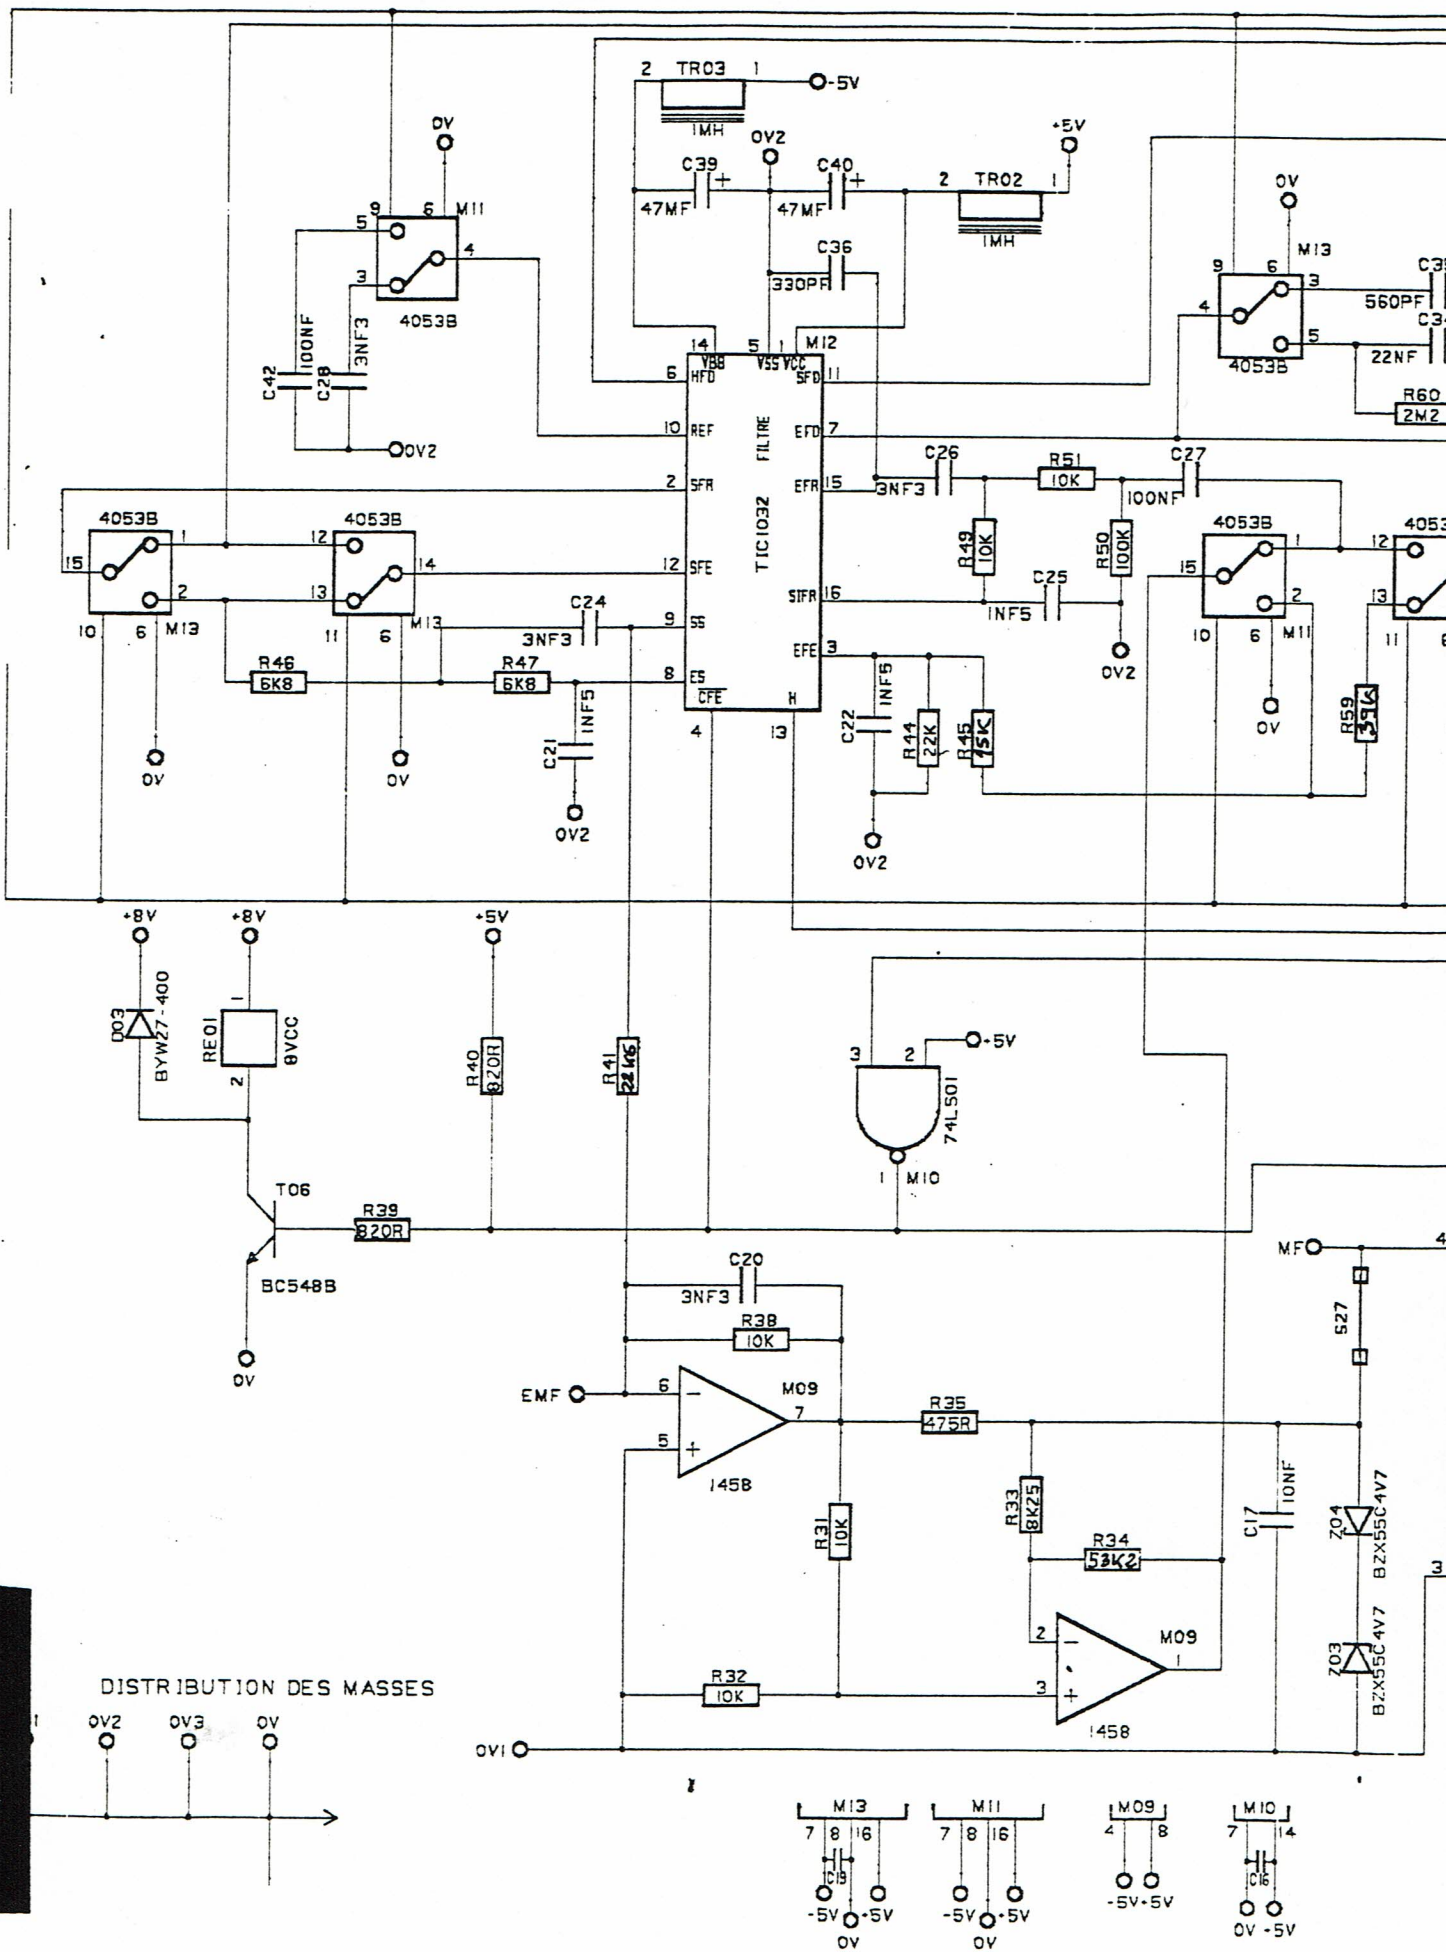 2 TR03 1 -5V
1MH
0V
0V2
+5V
C39 + C40 +
2 TR02 1
47MF 47MF
1MH
0V
9 6 M11
5
4
3
4053B
C36
330PF
M13
9 6 3
4
5
4053B
560PF
22NF
R60
2M2
C42 100NF
C28 3NF3
0V2
14 5 1 M12
VBB VSS VCC
6 HFD SFD 11
10 REF EFD 7
2 SFR EFR 15
12 SFE SIFR 16
9 SS EFE 3
8 ES
CFE H
4 13
TIC1032 FILTRE
C26
3NF3
R51
10K
C27
100NF
R49 10K
R50 100K
C25
1NF5
0V2
4053B 4053B
1 12
15 14
2 13
10 6 M13 11 6 M13
C24
3NF3
R46
6K8
R47
6K8
C21 1NF5
0V 0V 0V2
4053B
1 12
15
2 13
10 6 M11 11
0V
R59 39K
C22 1NF5
R44 22K
R45 15K
0V2
+8V +8V +5V
D03 BYW27-400
RE01 8VCC
1
2
R40 820R
R41
3 2 +5V
74LS01
1 M10
T06
R39
820R
BC548B
0V
C20
3NF3
R38
10K
EMF
6 -
5 +
M09
7
1458
R35
475R
MF 4
S27
R31 10K
R33 8K25
R34
53K2
C17 10NF
Z04 BZX55C4V7
Z03 BZX55C4V7
3
2 -
3 +
M09
1
1458
R32
10K
0V1
DISTRIBUTION DES MASSES
0V2 0V3 0V
M13 M11 M09 M10
7 8 16 7 8 16 4 8 7 14
C19 C16
-5V +5V -5V +5V -5V +5V 0V -5V
0V 0V